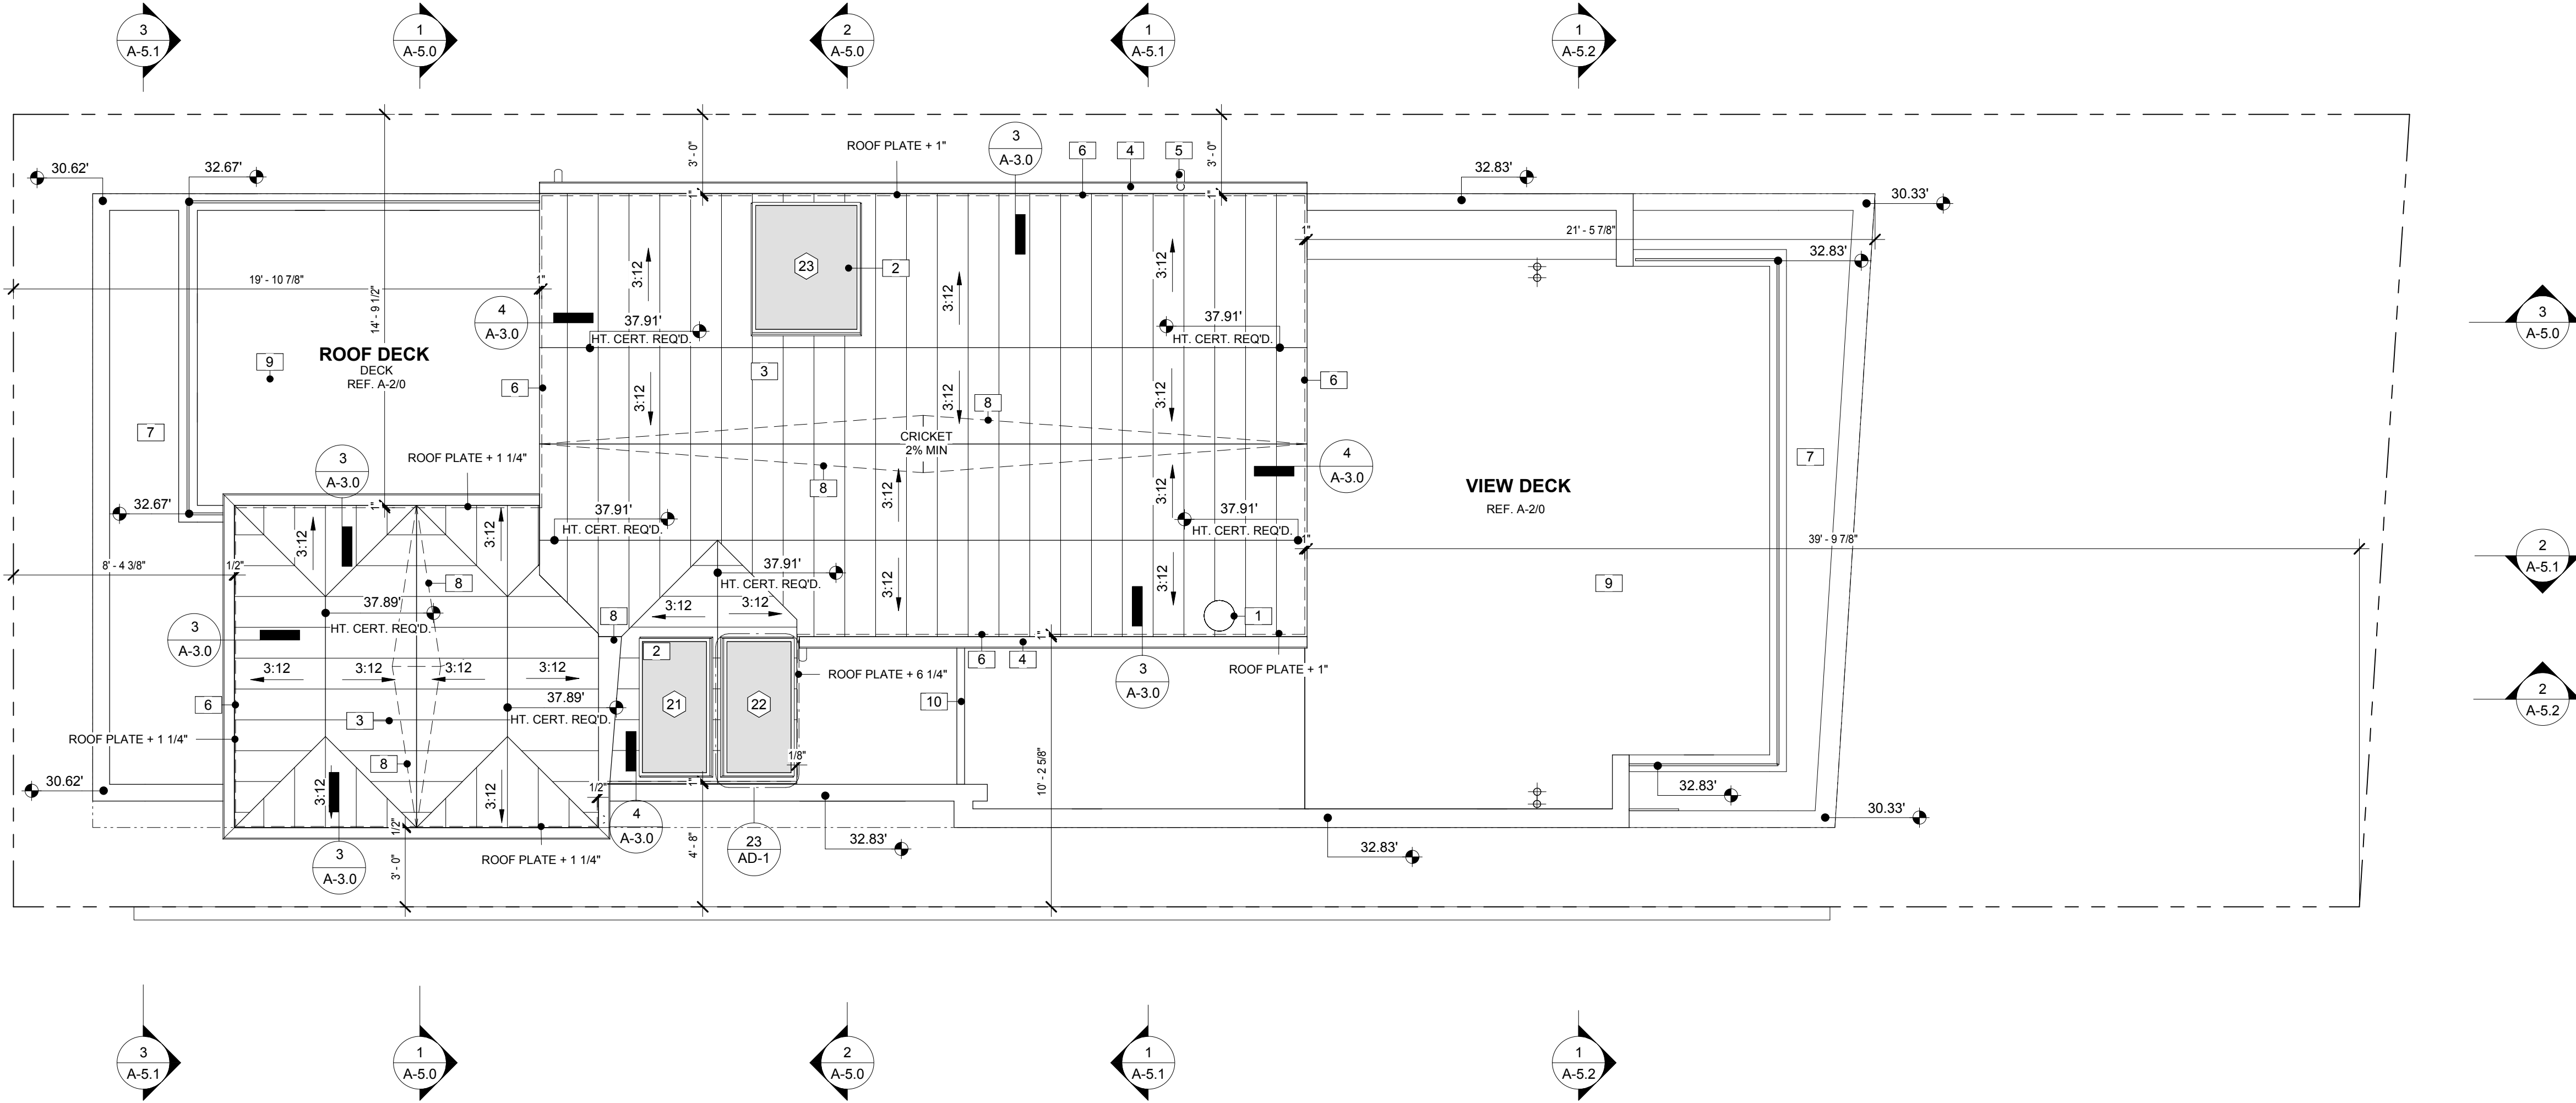 3
A-5.1
1
A-5.0
2
A-5.0
1
A-5.1
1
A-5.2
30.62'
32.67'
3' - 0"
ROOF PLATE + 1"
3
A-3.0
6
4
5
3' - 0"
32.83'
30.33'
1"
1"
21' - 5 7/8"
1"
32.83'
23
2
3:12
3:12
3:12
19' - 10 7/8"
1"
14' - 9 1/2"
4
A-3.0
37.91'
HT. CERT. REQ'D.
37.91'
HT. CERT. REQ'D.
3
A-5.0
ROOF DECK
DECK
REF. A-2/0
9
3
6
6
3:12
3:12
3:12
8
7
CRICKET
2% MIN
3
A-3.0
ROOF PLATE + 1 1/4"
8
4
A-3.0
7
VIEW DECK
REF. A-2/0
32.67'
1"
3:12
3:12
37.91'
HT. CERT. REQ'D.
3:12
3:12
37.91'
HT. CERT. REQ'D.
1"
39' - 9 7/8"
2
A-5.1
3:12
3:12
8' - 4 3/8"
1/2"
8
37.91'
HT. CERT. REQ'D.
3:12
3:12
9
37.89'
HT. CERT. REQ'D.
8
1
3
A-3.0
2
1"
6
4
3:12
3:12
3:12
3:12
ROOF PLATE + 6 1/4"
3
A-3.0
ROOF PLATE + 1"
2
A-5.2
6
37.89'
HT. CERT. REQ'D.
21
22
10
3
ROOF PLATE + 1 1/4"
8
1/8"
30.62'
3:12
3:12
1/2"
1"
10' - 2 5/8"
32.83'
30.33'
1/2"
4
A-3.0
23
AD-1
32.83'
32.83'
3
A-3.0
3' - 0"
ROOF PLATE + 1 1/4"
4' - 8"
3
A-5.1
1
A-5.0
2
A-5.0
1
A-5.1
1
A-5.2